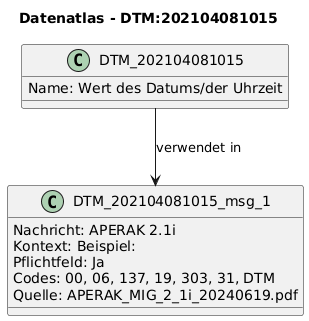 Datenatlas - DTM:202104081015
C DTM_202104081015
Name: Wert des Datums/der Uhrzeit
verwendet in
C DTM_202104081015_msg_1
Nachricht: APERAK 2.1i
Kontext: Beispiel:
Pflichtfeld: Ja
Codes: 00, 06, 137, 19, 303, 31, DTM
Quelle: APERAK_MIG_2_1i_20240619.pdf